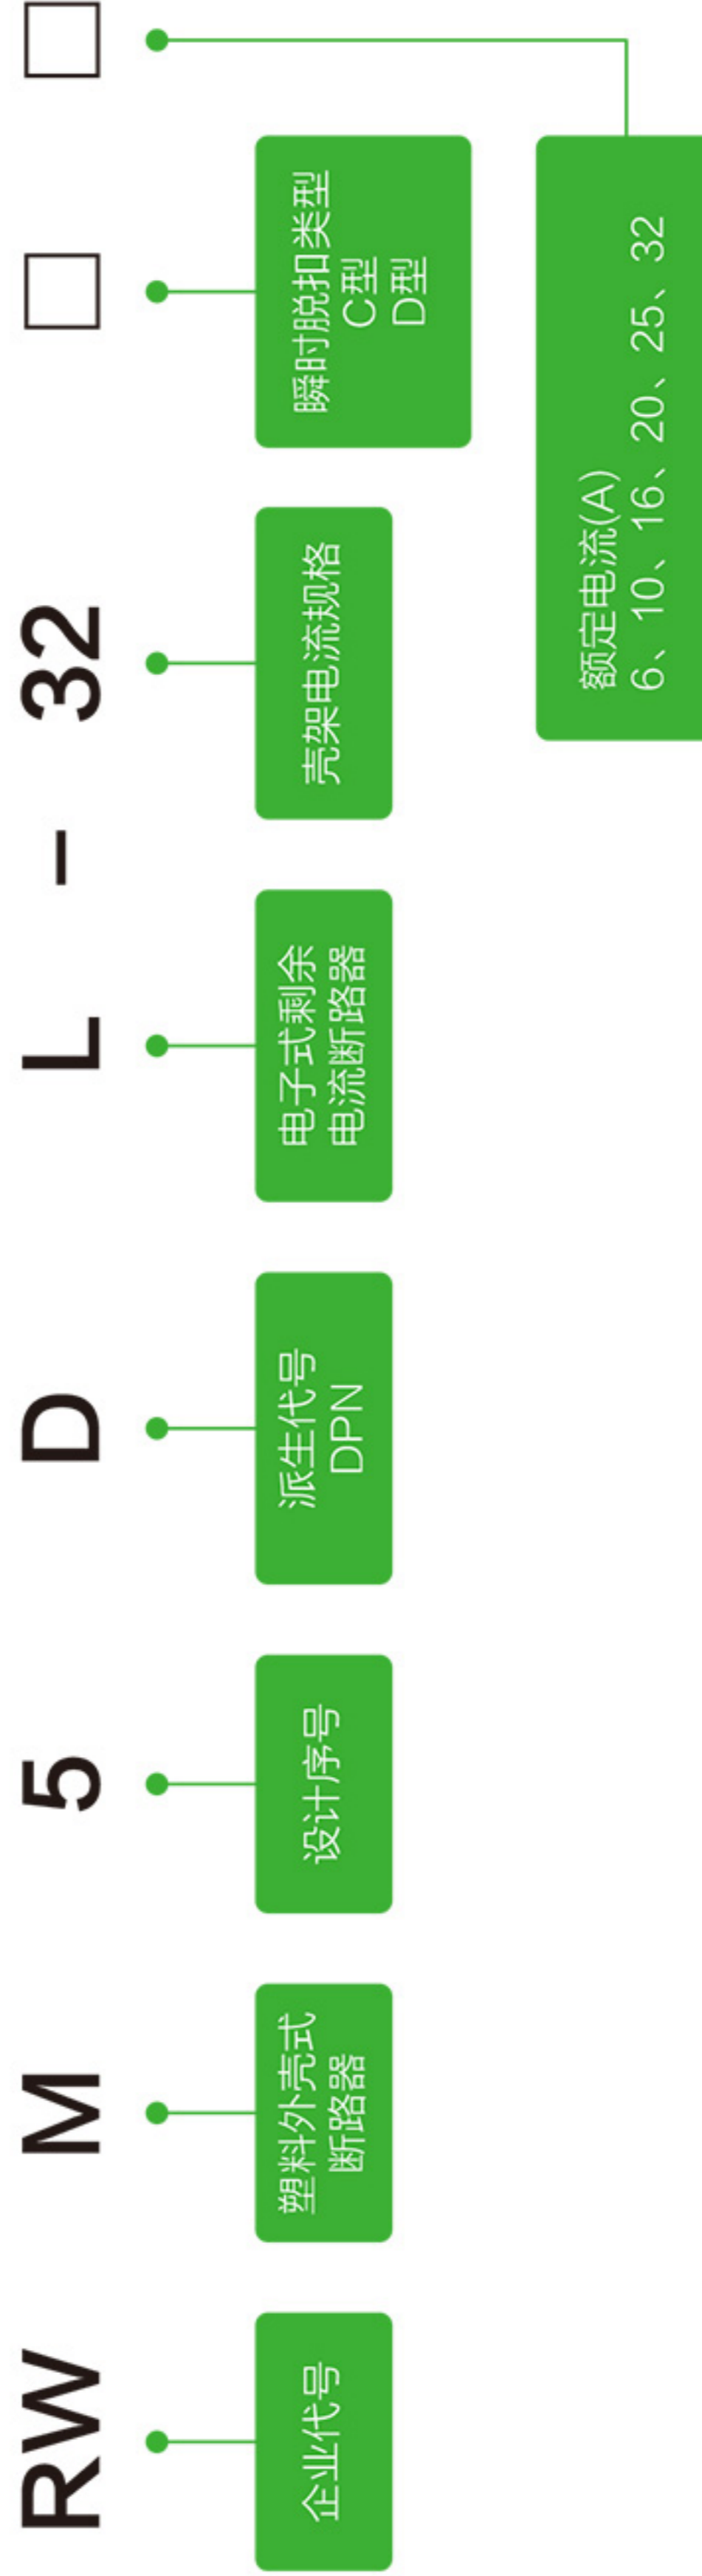 RW M 5 D L – 32 □ □
企业代号
塑料外壳式
断路器
设计序号
派生代号
DPN
电子式剩余
电流断路器
壳架电流规格
瞬时脱扣类型
C型
D型
额定电流(A)
6、10、16、20、25、32